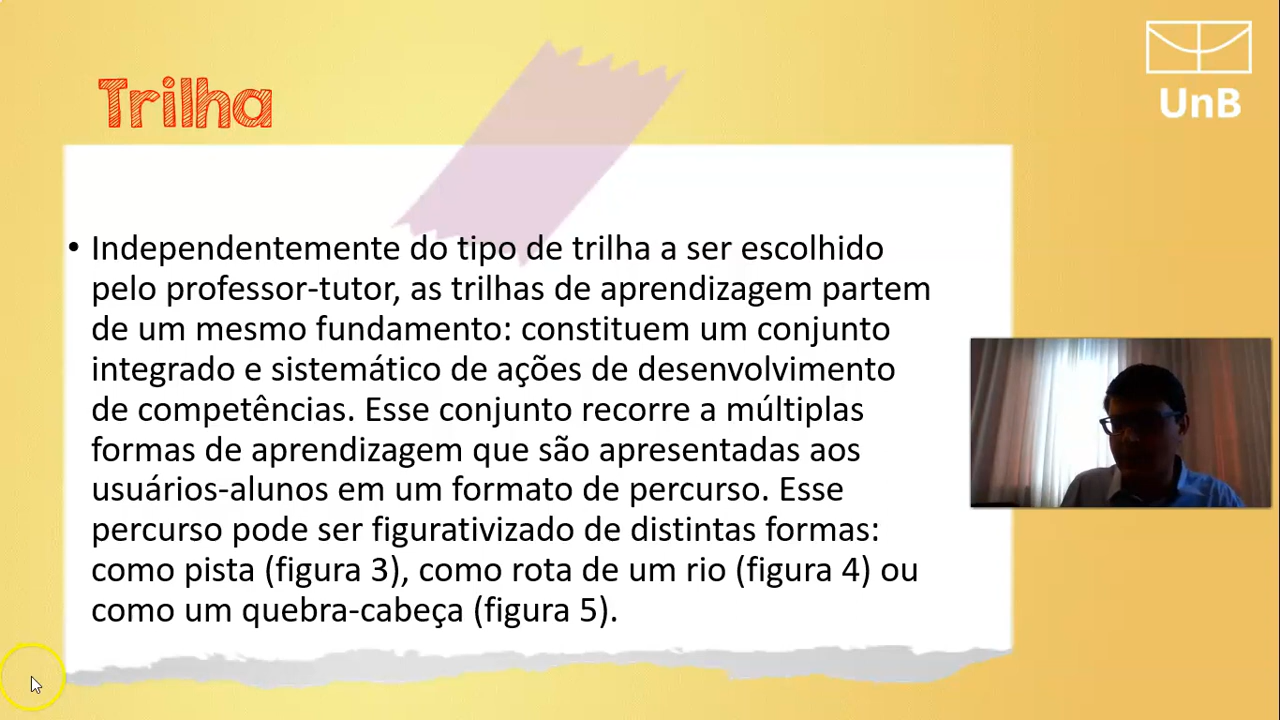 Trilha
UnB
• Independentemente do tipo de trilha a ser escolhido
pelo professor-tutor, as trilhas de aprendizagem partem
de um mesmo fundamento: constituem um conjunto
integrado e sistemático de ações de desenvolvimento
de competências. Esse conjunto recorre a múltiplas
formas de aprendizagem que são apresentadas aos
usuários-alunos em um formato de percurso. Esse
percurso pode ser figurativizado de distintas formas:
como pista (figura 3), como rota de um rio (figura 4) ou
como um quebra-cabeça (figura 5).